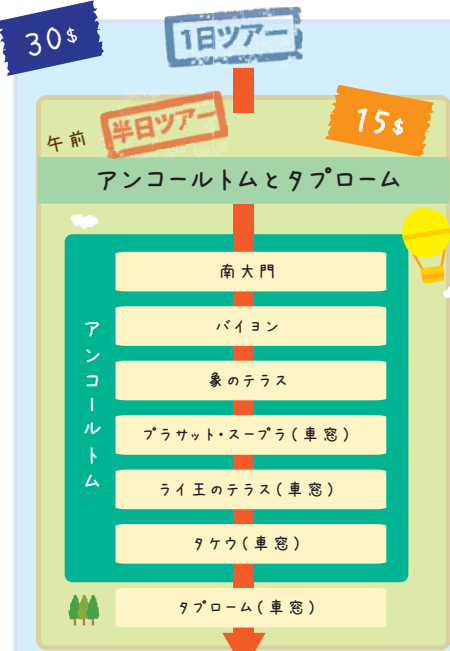 30$
1日ツアー
午前
半日ツアー
15$
アンコールトムとタプローム
アンコールトム
南大門
バイヨン
象のテラス
プラサット・スープラ(車窓)
ライ王のテラス(車窓)
タケウ(車窓)
タプローム(車窓)